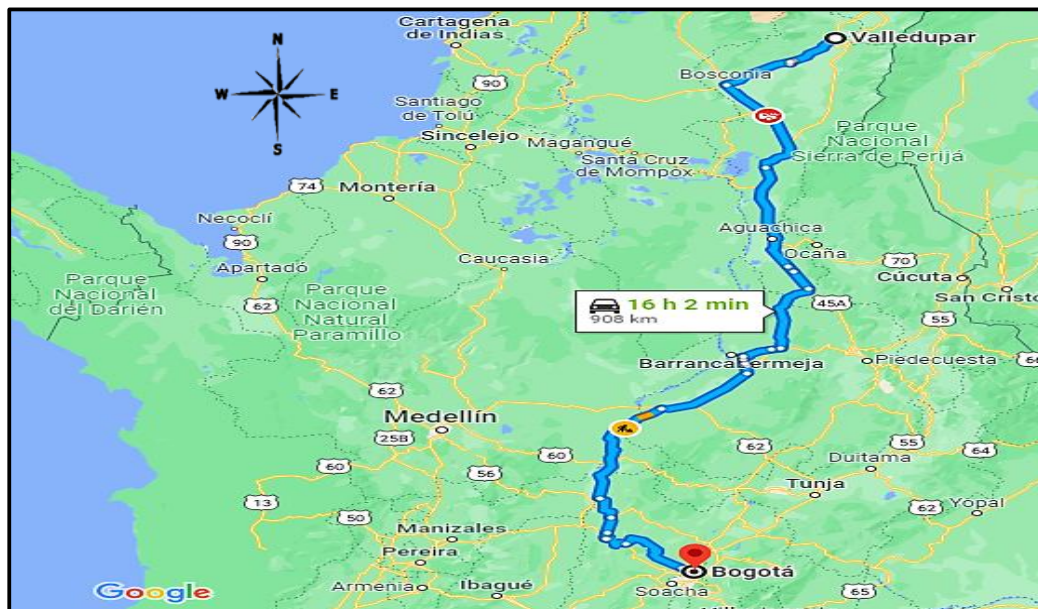 Cartagena
de Indias
Valledupar
N
W
E
S
Bosconia
90
Santiago
de Tolú
Sincelejo
Magangué
Santa Cruz
de Mompox
Parque
Nacional
Sierra de Perijá
74
Montería
Necoclí
90
Aguachica
Ocaña
Caucasia
70
Apartadó
Cúcuta
Parque
Nacional
del Darién
62
Parque
Nacional
Natural
Paramillo
San Cristo
16 h 2 min
908 km
45A
55
Barrancabermeja
Piedecuesta
66
62
Medellín
25B
62
55
64
60
60
56
Duitama
13
50
Tunja
62
Yopal
Manizales
Pereira
Bogotá
Armenia
Ibagué
Soacha
65
Google